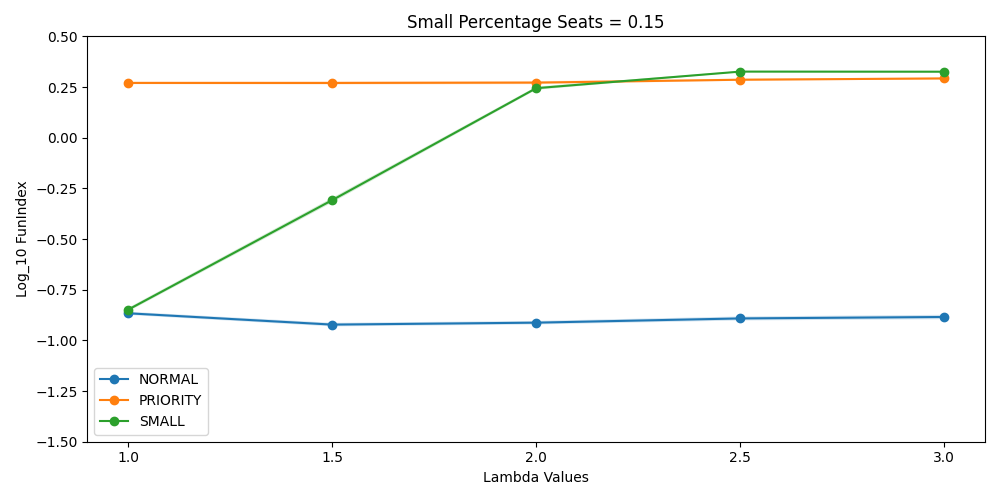 Small Percentage Seats = 0.15
Log_10 FunIndex
0.50
0.25
0.00
−0.25
−0.50
−0.75
−1.00
−1.25
−1.50
NORMAL
PRIORITY
SMALL
1.0 1.5 2.0 2.5 3.0
Lambda Values